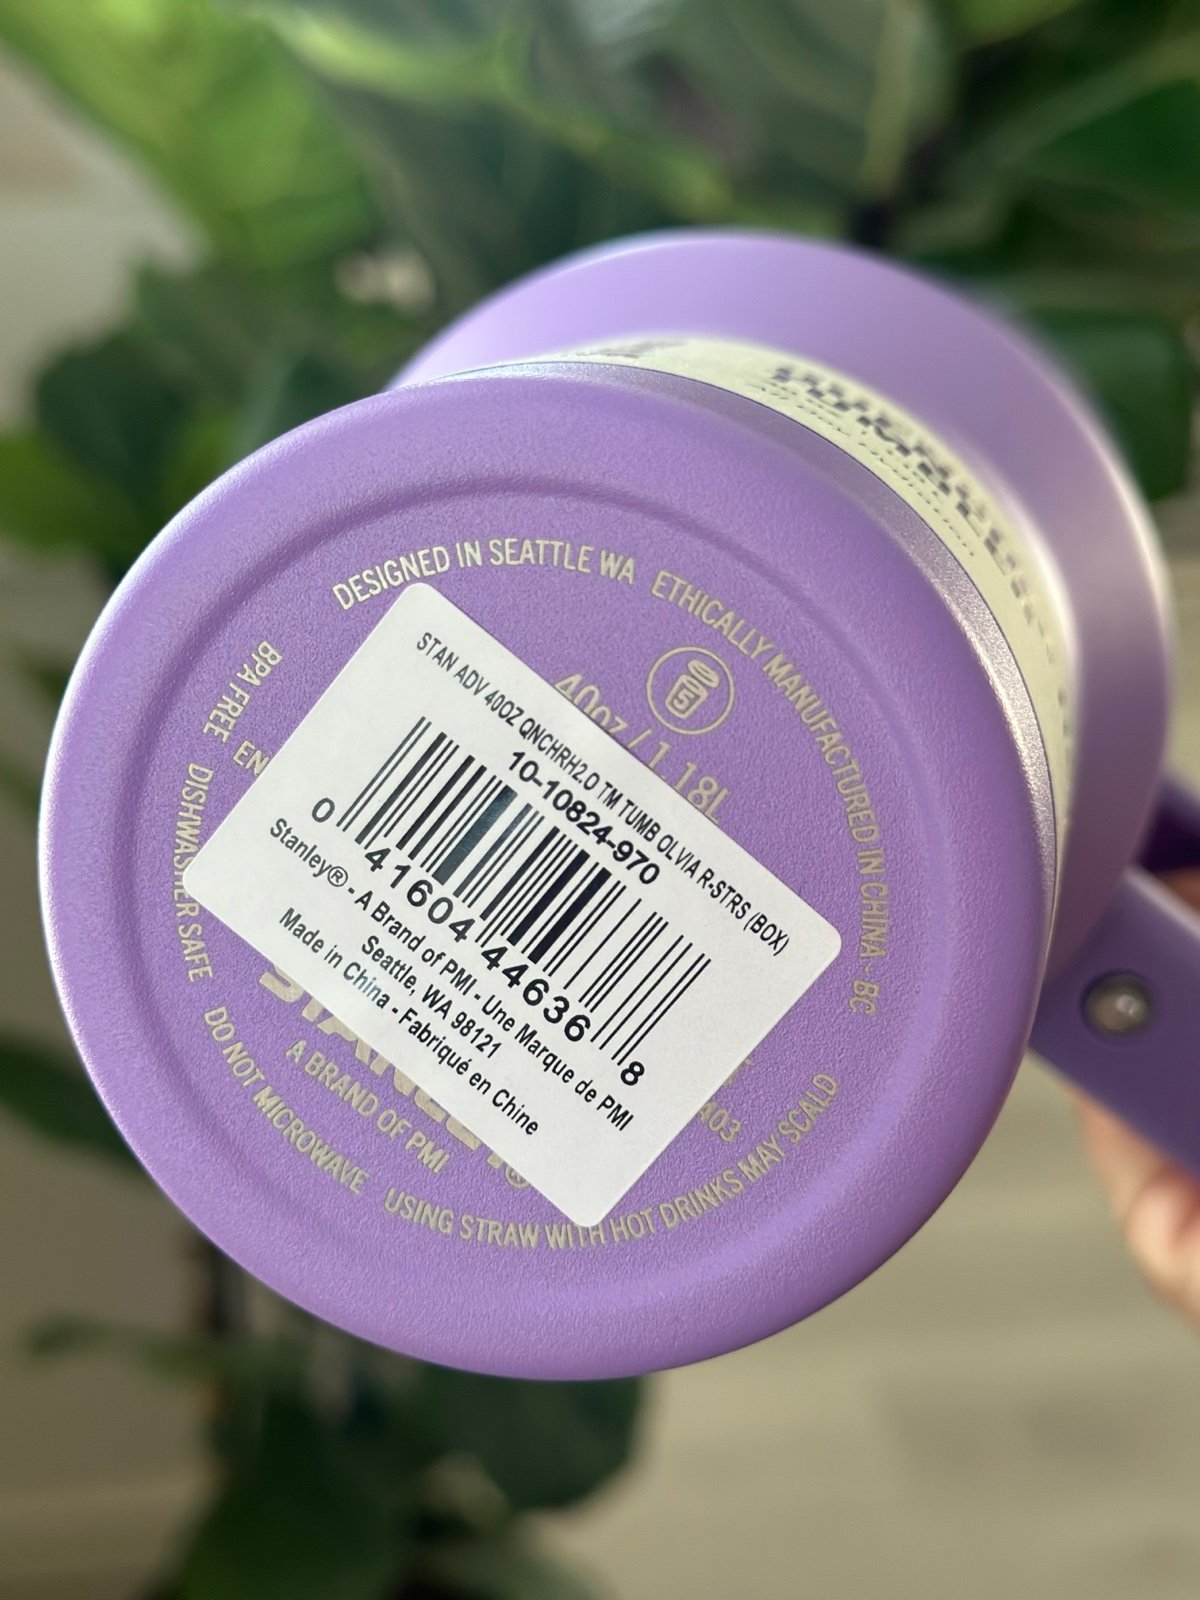 DESIGNED IN SEATTLE WA
ETHICALLY MANUFACTURED IN CHINA - BC
40oz / 1.18L
S
STAN ADV 40OZ QNCHRH2.0 TM TUMB OLVIA R-STRS (BOX)
10-10824-970
0 41604 44636 8
Stanley® - A Brand of PMI - Une Marque de PMI
Seattle, WA 98121
Made in China - Fabriqué en Chine
BPA FREE
DISHWASHER SAFE
DO NOT MICROWAVE
USING STRAW WITH HOT DRINKS MAY SCALD
A BRAND OF PMI